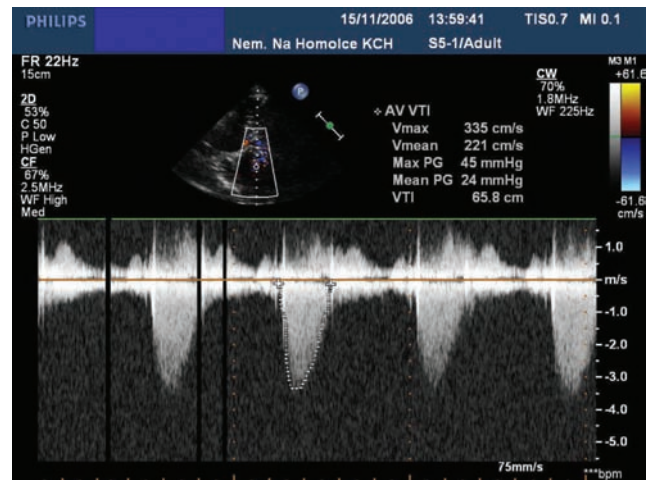 PHILIPS
15/11/2006 13:59:41 TIS0.7 MI 0.1
Nem. Na Homolce KCH S5-1/Adult
FR 22Hz
15cm
2D
53%
C 50
P Low
HGen
CF
67%
2.5MHz
WF High
Med
P
AV VTI
Vmax 335 cm/s
Vmean 221 cm/s
Max PG 45 mmHg
Mean PG 24 mmHg
VTI 65.8 cm
CW
70%
1.8MHz
WF 225Hz
M3 M1
+61.6
-61.6
cm/s
1.0
m/s
-1.0
-2.0
-3.0
-4.0
-5.0
75mm/s
***bpm